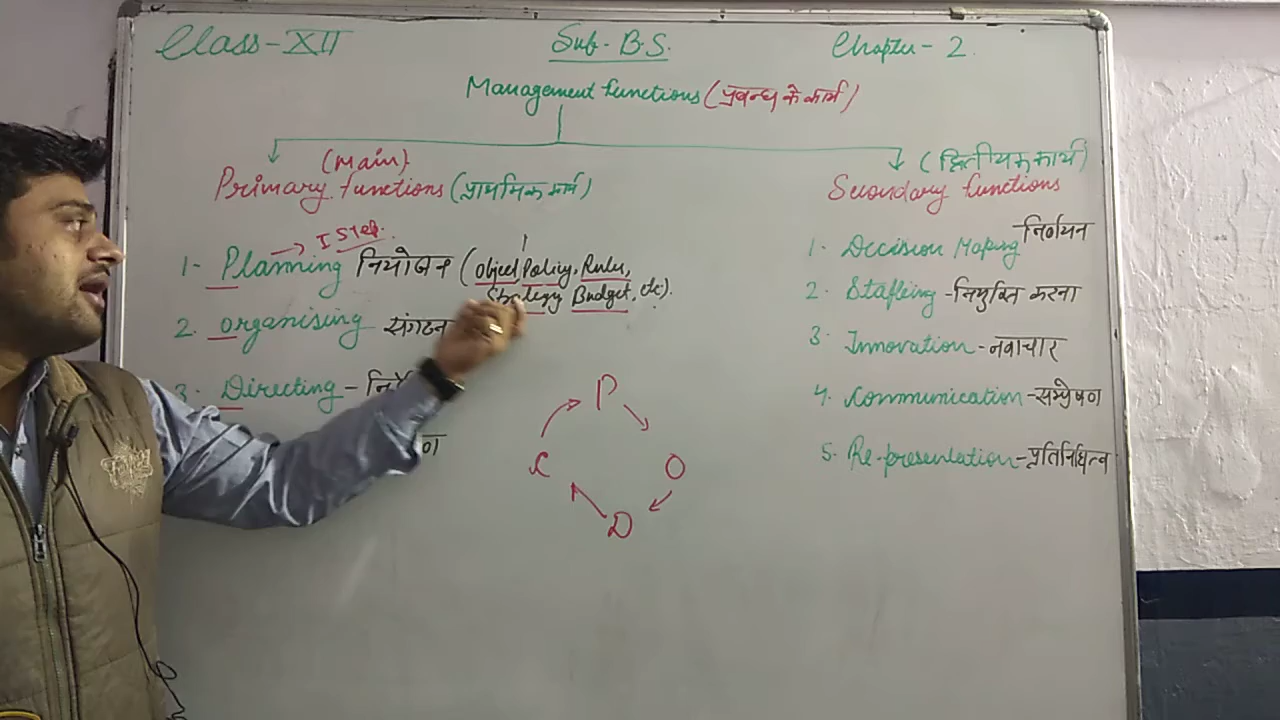 Class-XII Sub- B.S. Chapter - 2.
Management functions (प्रबन्ध के कार्य)
(main) (द्वितीयक कार्य)
Primary functions (प्राथमिक कार्य) Secondary functions
→ I Step.
1- Planning नियोजन (object Policy, Rules,
Strategy Budget, etc).
2. organising संगठन
3. Directing - निर्दे
ण
P
O
D
C
1- Decision Making निर्णयन
2. Staffeing - नियुक्ति करना
3. Innovation - नवाचार
4. Communication - सम्प्रेषण
5. Re-presentation - प्रतिनिधित्व